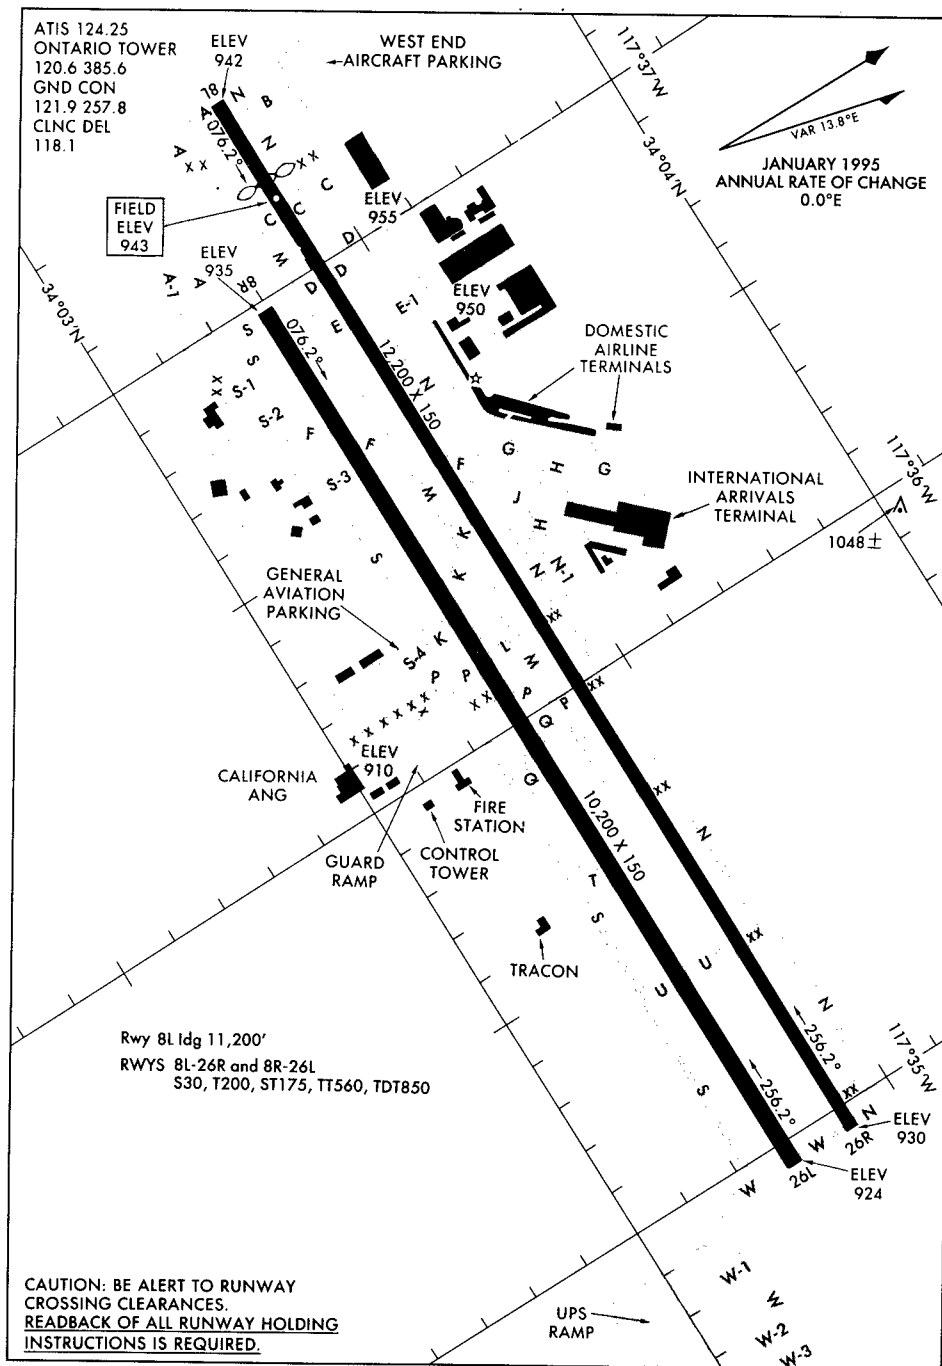 ATIS 124.25
ONTARIO TOWER
120.6 385.6
GND CON
121.9 257.8
CLNC DEL
118.1
ELEV
942
WEST END
AIRCRAFT PARKING
117°37'W
VAR 13.8°E
JANUARY 1995
ANNUAL RATE OF CHANGE
0.0°E
34°04'N
8L
A
N
B
N
076.2°
A
X X
X X
C
C
C
ELEV
955
FIELD
ELEV
943
ELEV
935
D
M
D
D
8R
A
A-1
34°03'N
E-1
ELEV
950
E
S
S
076.2°
DOMESTIC
AIRLINE
TERMINALS
12,200 X 150
N
X X
S-1
S-2
F
F
S-3
F
G
H
G
M
J
H
K
K
N
N-1
INTERNATIONAL
ARRIVALS
TERMINAL
117°36'W
1048±
S
GENERAL
AVIATION
PARKING
XX
S-4
K
L
M
P
P
P
P
XX
X X
Q
Q
X X X X X X
X
ELEV
910
CALIFORNIA
ANG
FIRE
STATION
GUARD
RAMP
CONTROL
TOWER
XX
N
10,200 X 150
T
S
TRACON
XX
U
U
N
Rwy 8L ldg 11,200'
RWYS 8L-26R and 8R-26L
S30, T200, ST175, TT560, TDT850
256.2°
256.2°
117°35'W
S
XX
N
W
26R
ELEV
930
W
26L
ELEV
924
W-1
W
W-2
W-3
UPS
RAMP
CAUTION: BE ALERT TO RUNWAY
CROSSING CLEARANCES.
READBACK OF ALL RUNWAY HOLDING
INSTRUCTIONS IS REQUIRED.